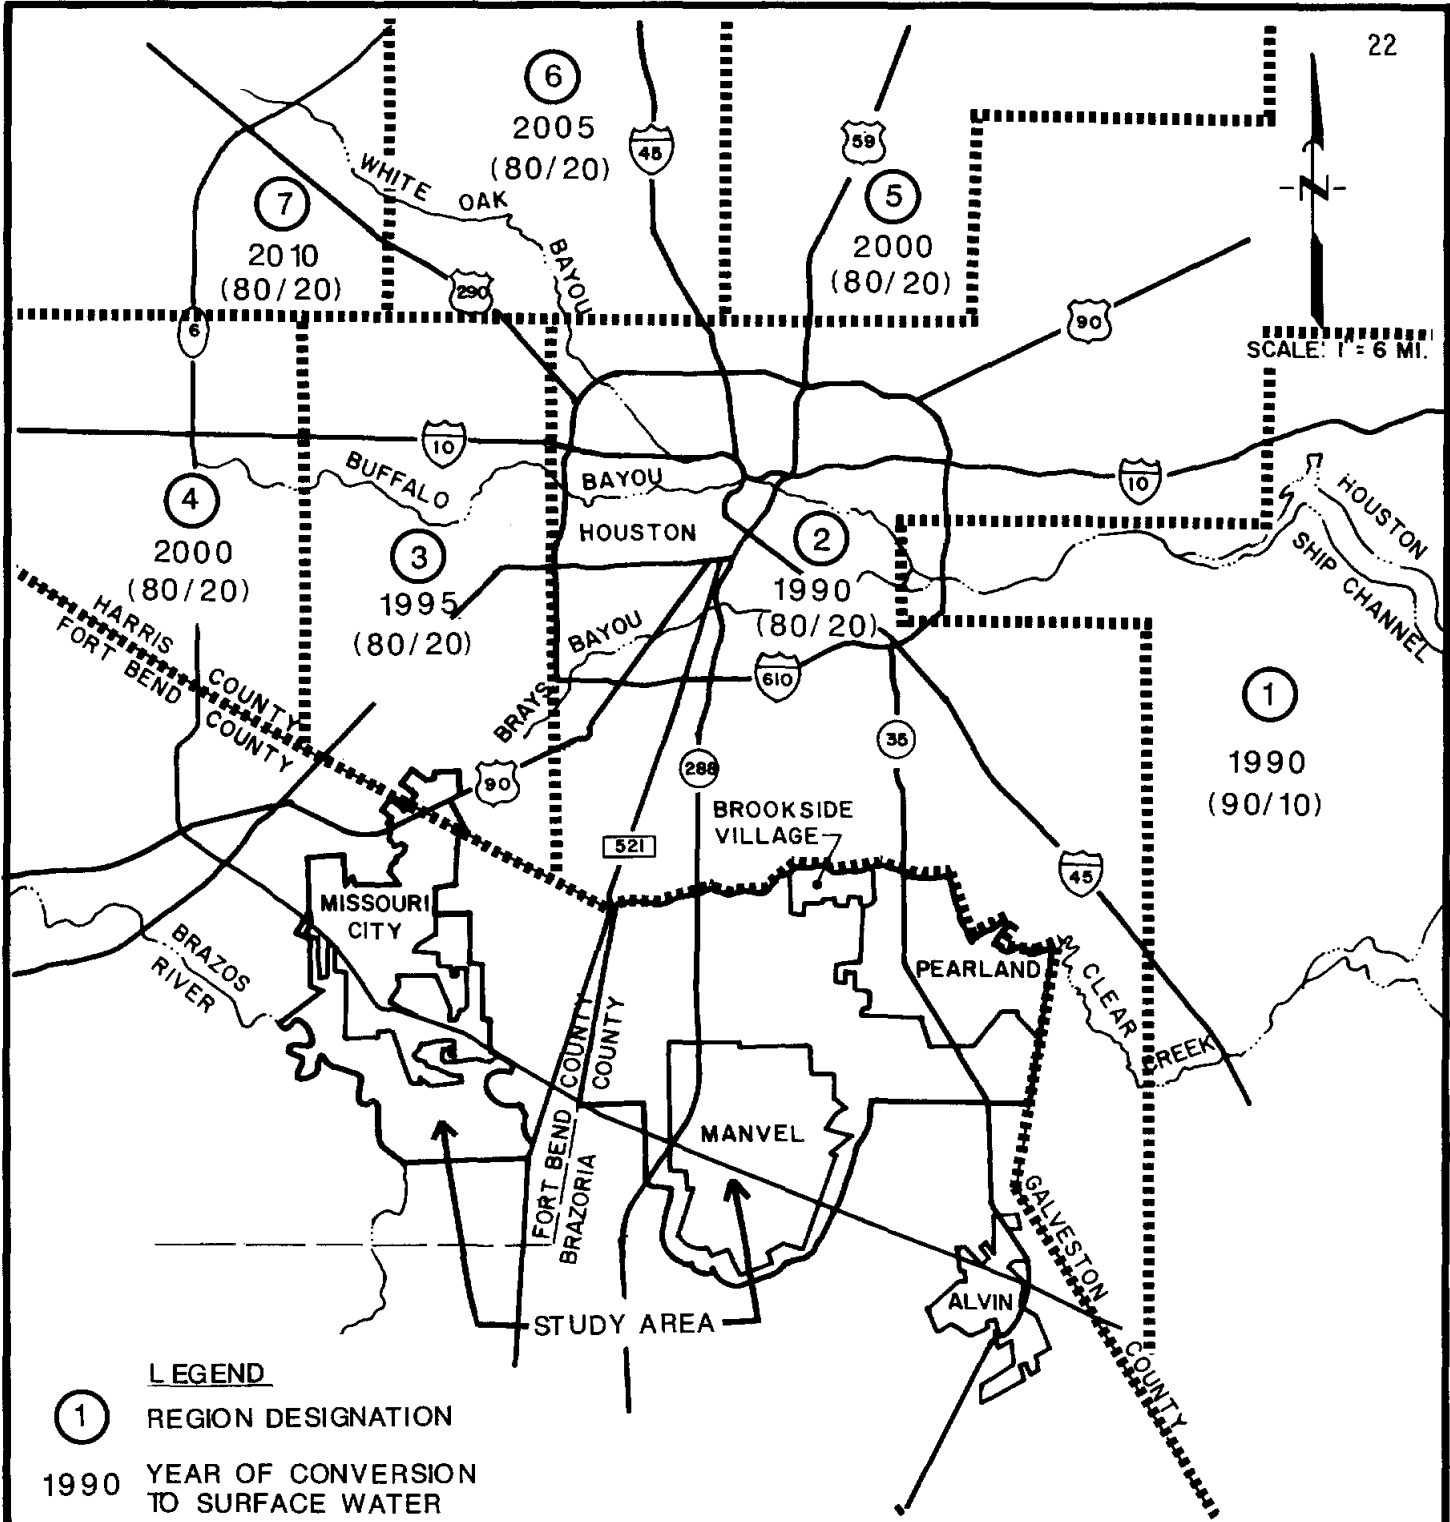 22
6
2005
(80/20)
45
59
5
2000
(80/20)
N
WHITE OAK BAYOU
7
2010
(80/20)
290
6
90
SCALE: 1" = 6 MI.
10
BUFFALO BAYOU
10
HOUSTON SHIP CHANNEL
4
2000
(80/20)
3
1995
(80/20)
HOUSTON
2
1990
(80/20)
HARRIS COUNTY
FORT BEND COUNTY
BRAYS BAYOU
610
1
1990
(90/10)
35
288
90
BROOKSIDE
VILLAGE
521
45
MISSOURI
CITY
BRAZOS
RIVER
PEARLAND
CLEAR CREEK
FORT BEND COUNTY
BRAZORIA COUNTY
MANVEL
GALVESTON COUNTY
ALVIN
STUDY AREA
LEGEND
1 REGION DESIGNATION
1990 YEAR OF CONVERSION
TO SURFACE WATER